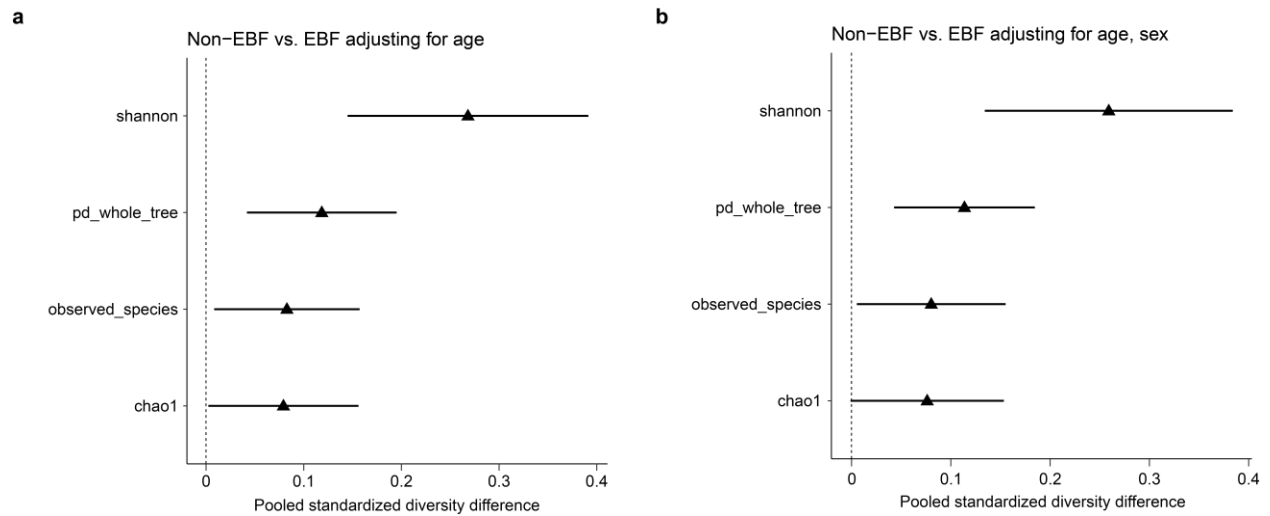 a
Non−EBF vs. EBF adjusting for age
shannon
pd_whole_tree
observed_species
chao1
0 0.1 0.2 0.3 0.4
Pooled standardized diversity difference
b
Non−EBF vs. EBF adjusting for age, sex
shannon
pd_whole_tree
observed_species
chao1
0 0.1 0.2 0.3 0.4
Pooled standardized diversity difference